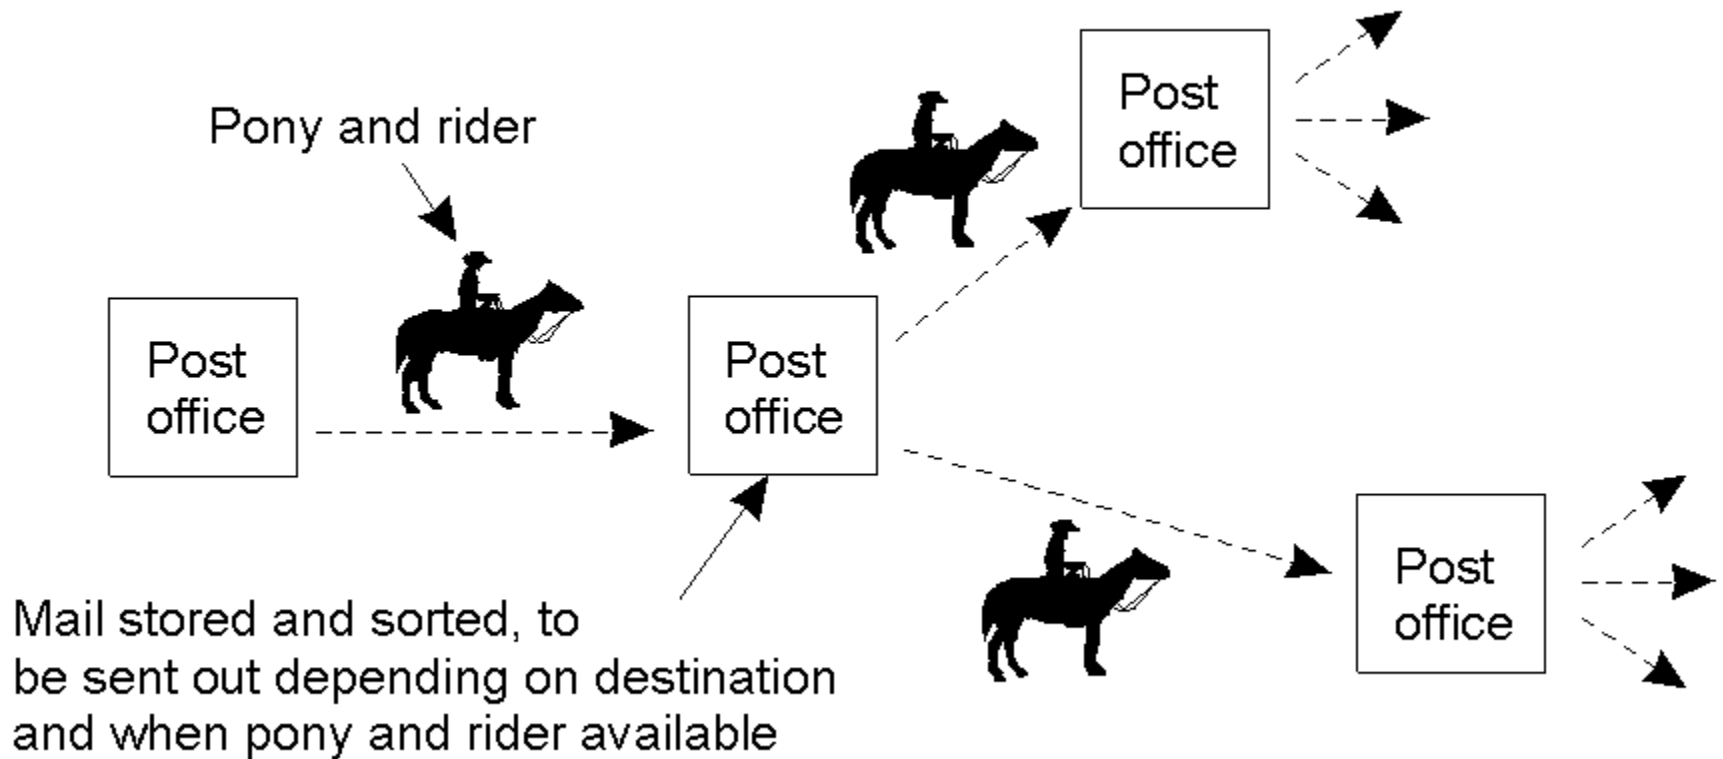 Pony and rider
Post
office
Post
office
Post
office
Post
office
Mail stored and sorted, to
be sent out depending on destination
and when pony and rider available